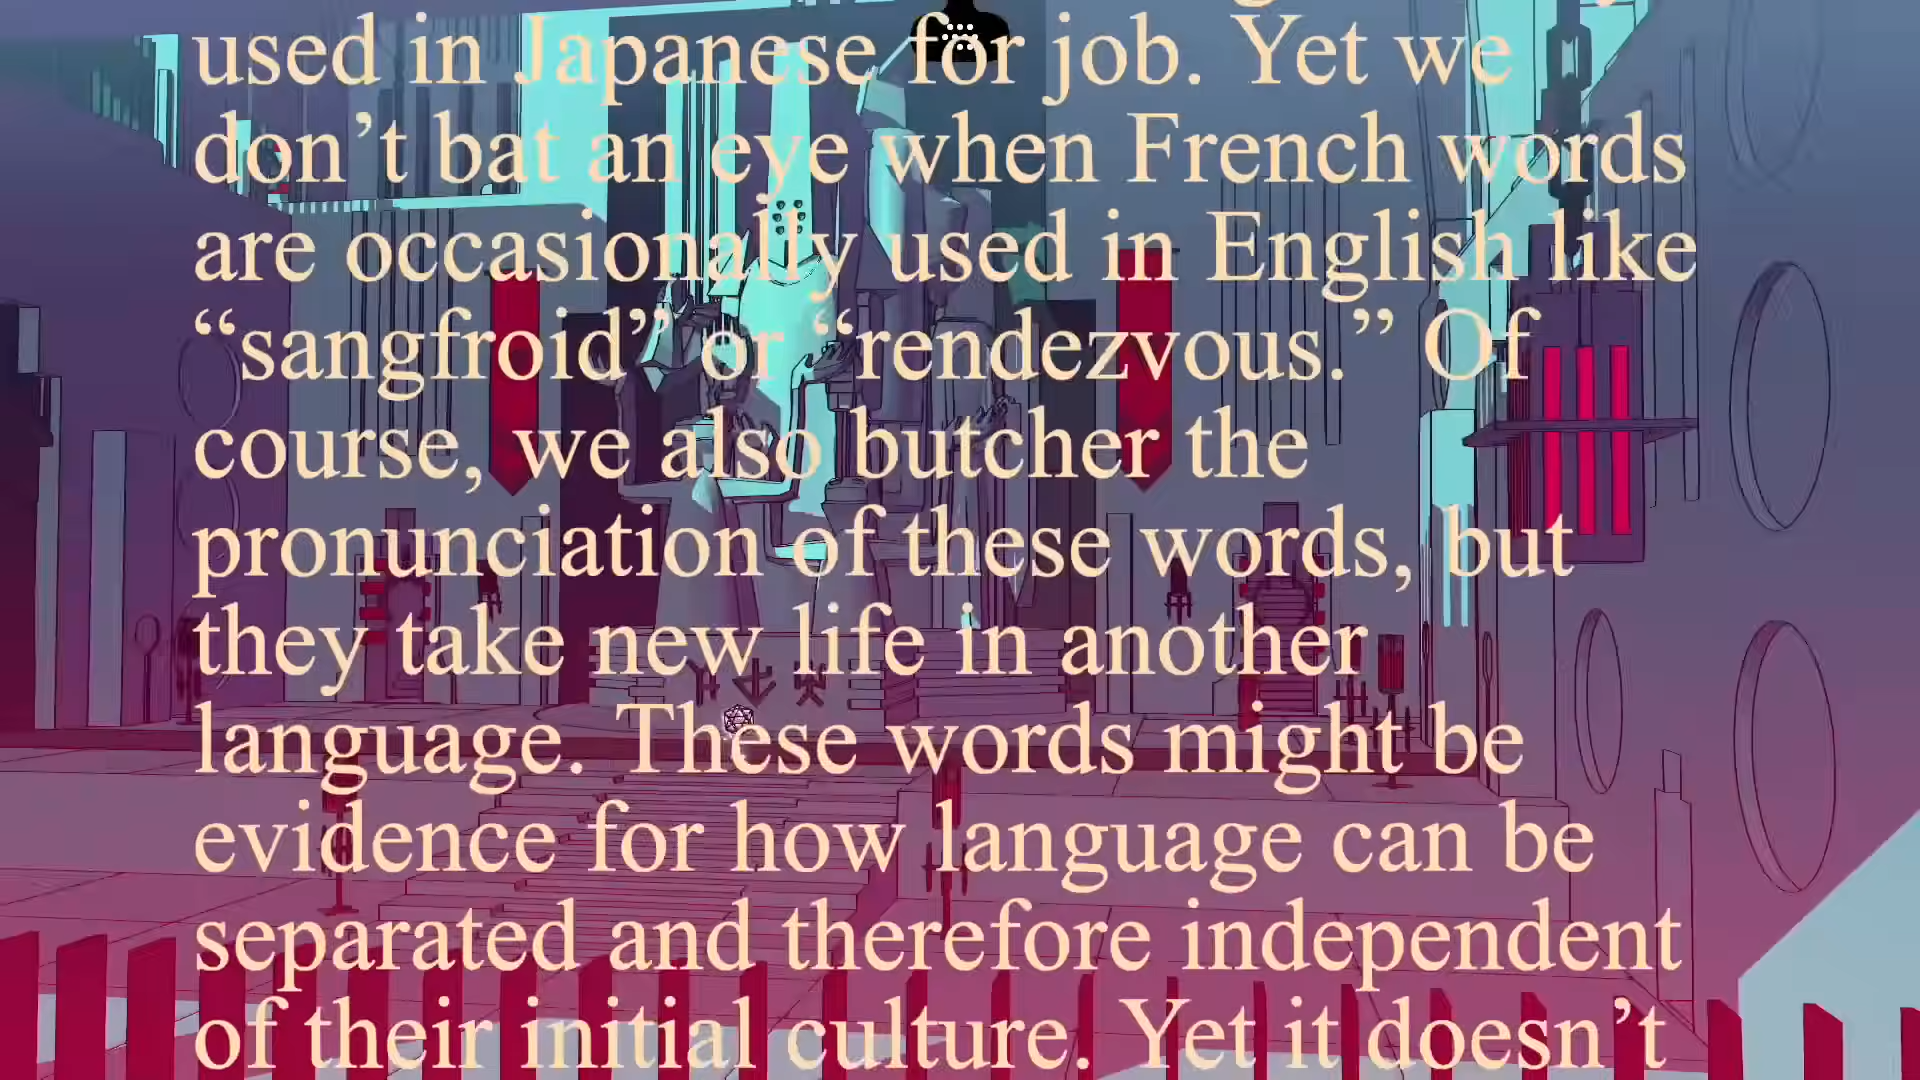 used in Japanese for job. Yet we
don’t bat an eye when French words
are occasionally used in English like
“sangfroid” or “rendezvous.” Of
course, we also butcher the
pronunciation of these words, but
they take new life in another
language. These words might be
evidence for how language can be
separated and therefore independent
of their initial culture. Yet it doesn’t